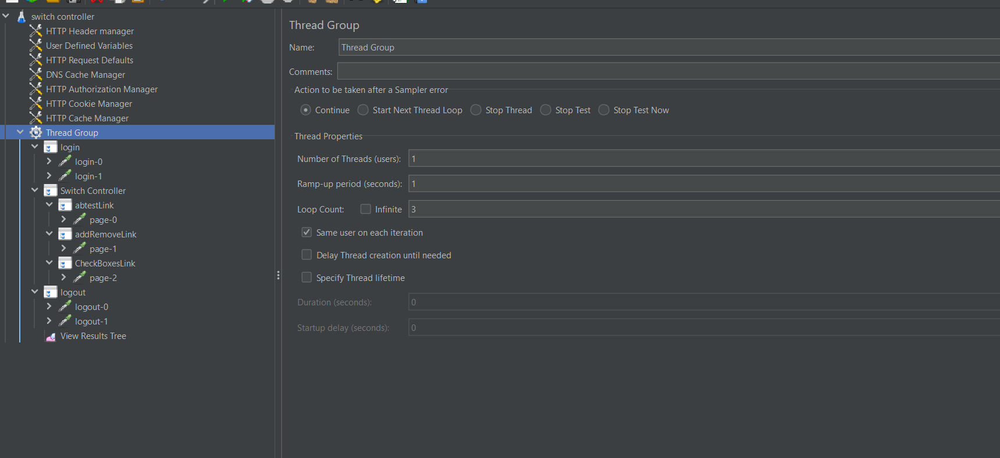 switch controller
HTTP Header manager
User Defined Variables
HTTP Request Defaults
DNS Cache Manager
HTTP Authorization Manager
HTTP Cookie Manager
HTTP Cache Manager
Thread Group
login
login-0
login-1
Switch Controller
abtestLink
page-0
addRemoveLink
page-1
CheckBoxesLink
page-2
logout
logout-0
logout-1
View Results Tree
Thread Group
Name: Thread Group
Comments:
Action to be taken after a Sampler error
Continue Start Next Thread Loop Stop Thread Stop Test Stop Test Now
Thread Properties
Number of Threads (users): 1
Ramp-up period (seconds): 1
Loop Count: Infinite 3
Same user on each iteration
Delay Thread creation until needed
Specify Thread lifetime
Duration (seconds): 0
Startup delay (seconds): 0